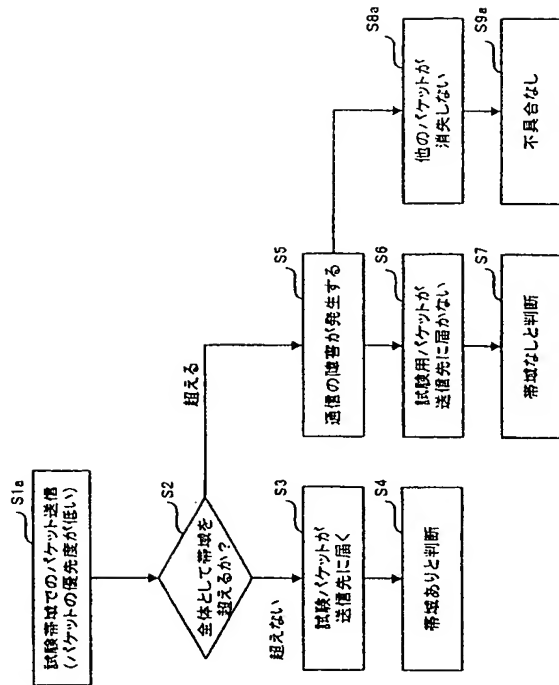 S1a
試験帯域でのパケット送信
(パケットの優先度が低い)
S2
全体として帯域を
超えるか?
超える
超えない
S3
試験パケットが
送信先に届く
S4
帯域ありと判断
S5
通信の障害が発生する
S6
試験用パケットが
送信先に届かない
S7
帯域なしと判断
S8a
他のパケットが
消失しない
S9a
不具合なし